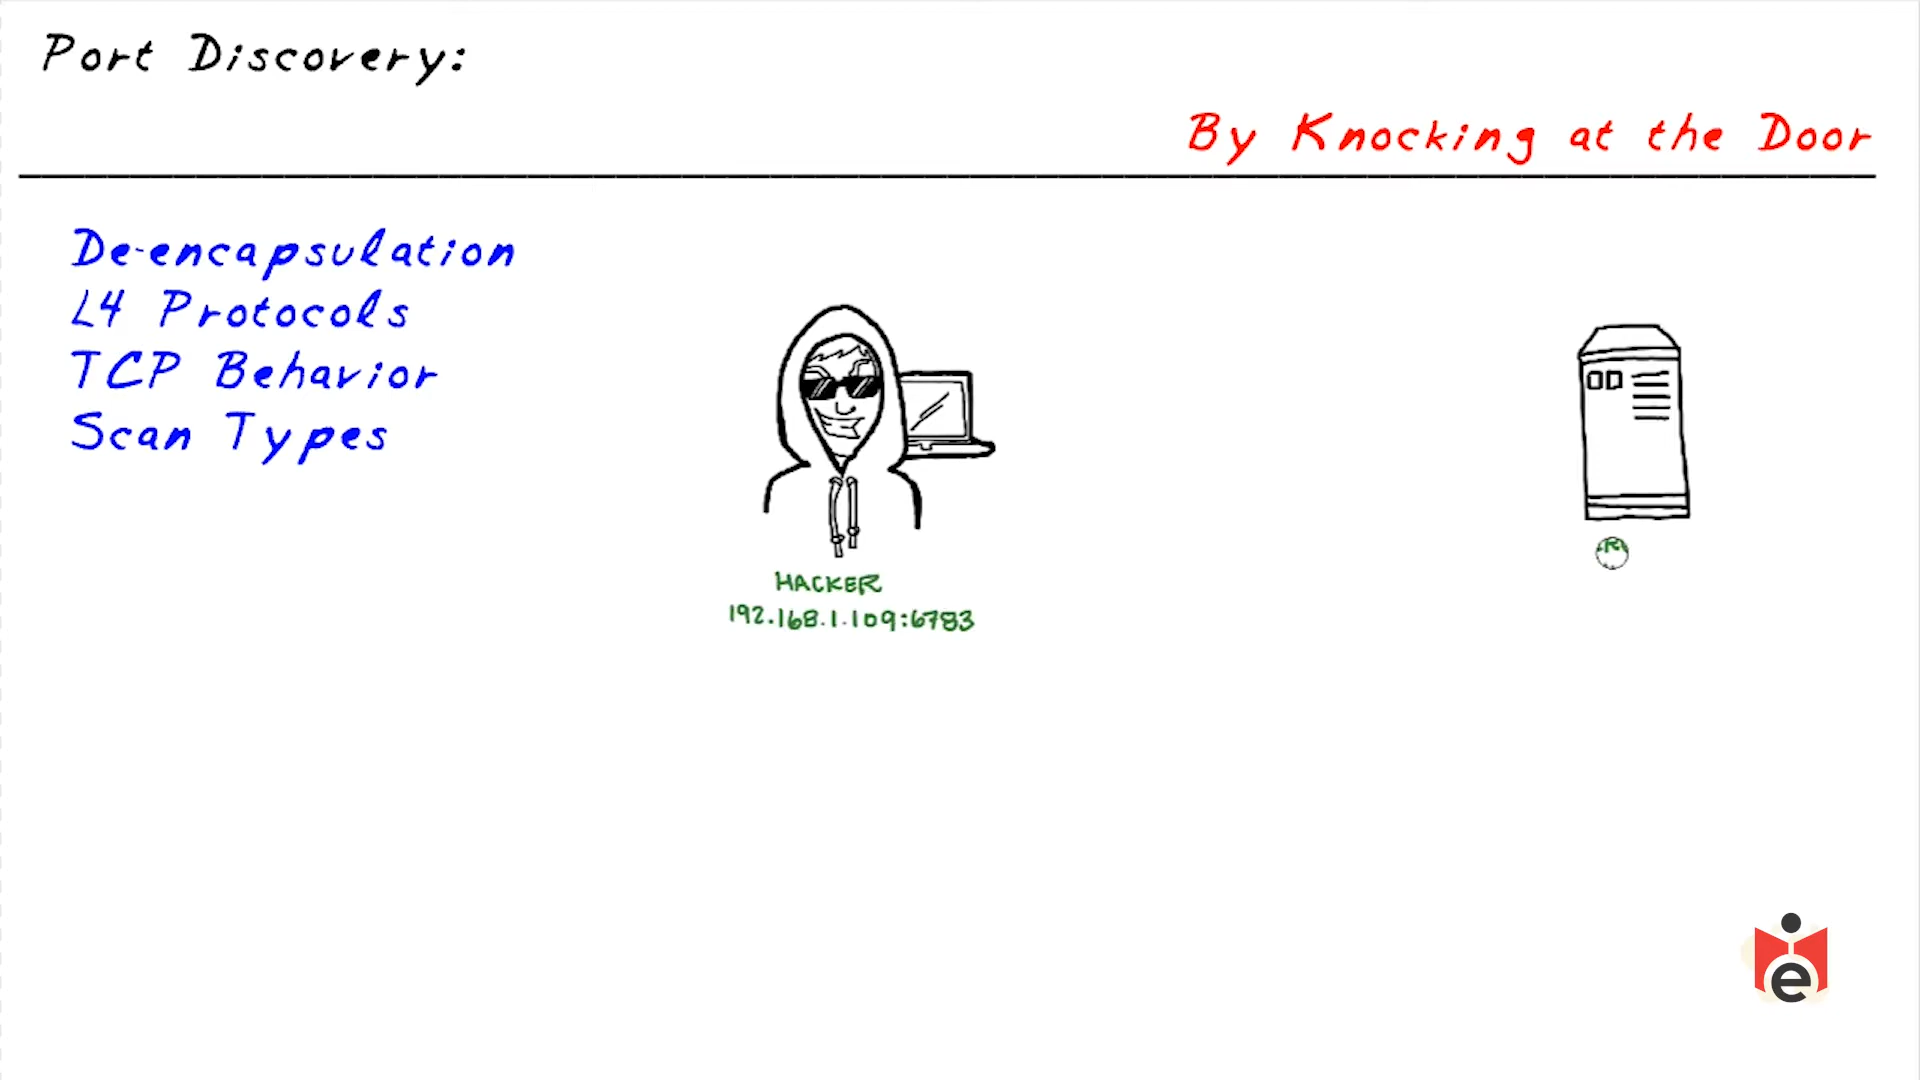 Port Discovery:
By Knocking at the Door
De-encapsulation
L4 Protocols
TCP Behavior
Scan Types
HACKER
192.168.1.109:6783
e